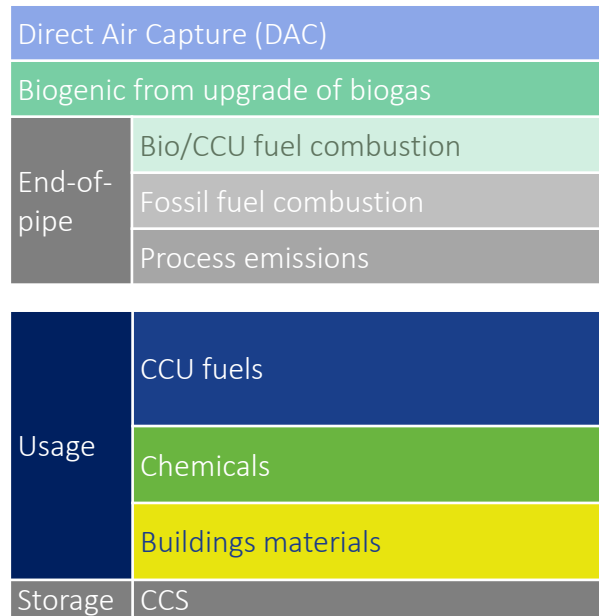 Direct Air Capture (DAC)
Biogenic from upgrade of biogas
End-of-
pipe
Bio/CCU fuel combustion
Fossil fuel combustion
Process emissions
Usage
CCU fuels
Chemicals
Buildings materials
Storage
CCS